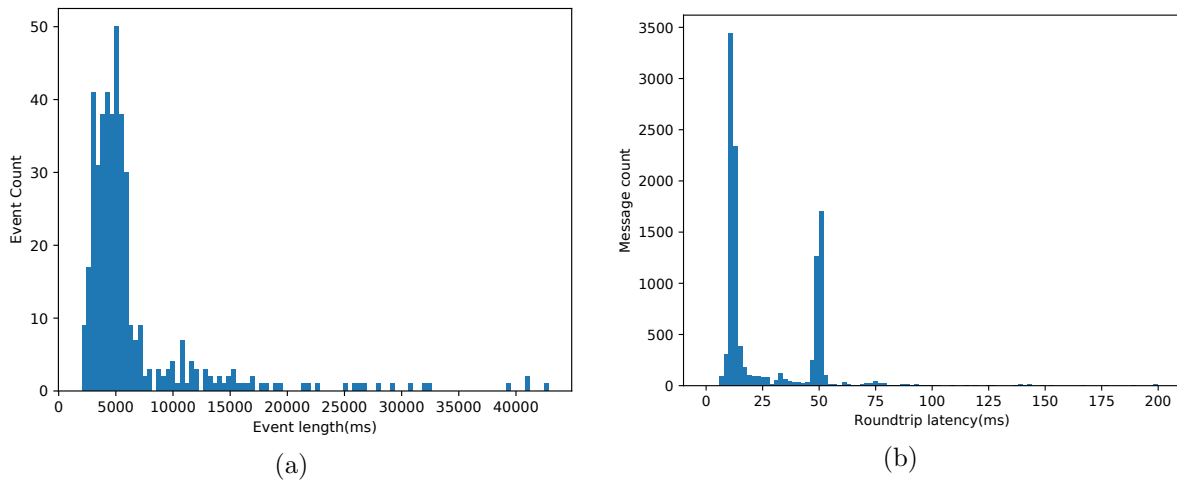 50
40
30
20
10
0
Event Count
0 5000 10000 15000 20000 25000 30000 35000 40000
Event length(ms)
(a)
3500
3000
2500
2000
1500
1000
500
0
Message count
0 25 50 75 100 125 150 175 200
Roundtrip latency(ms)
(b)